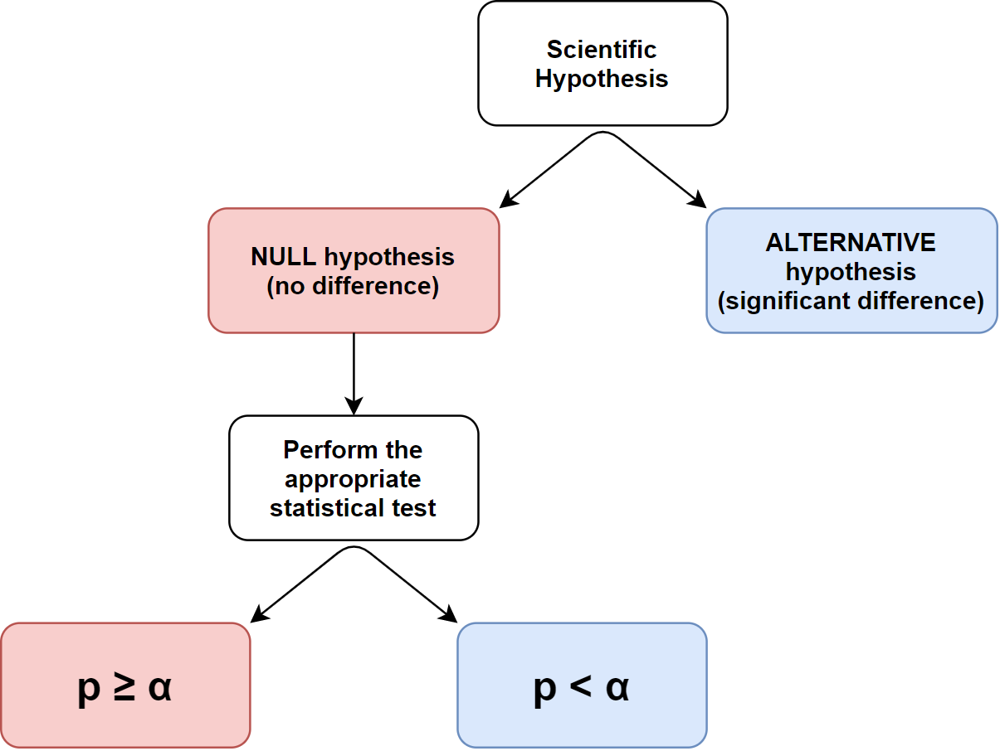 Scientific
Hypothesis
NULL hypothesis
(no difference)
ALTERNATIVE
hypothesis
(significant difference)
Perform the
appropriate
statistical test
p ≥ α
p < α